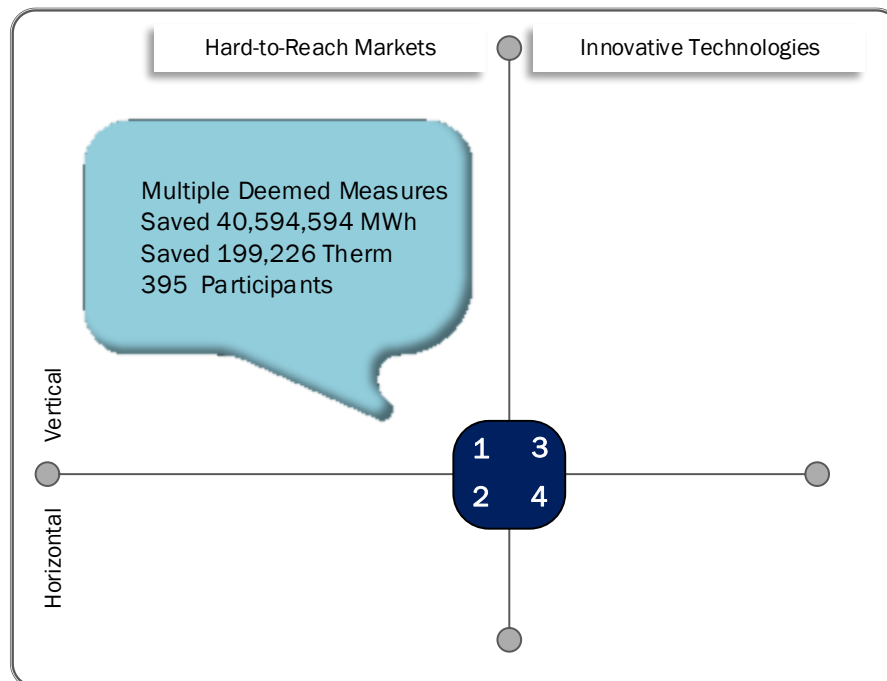 Hard-to-Reach Markets
Innovative Technologies
Multiple Deemed Measures
Saved 40,594,594 MWh
Saved 199,226 Therm
395 Participants
Vertical
Horizontal
1 3
2 4